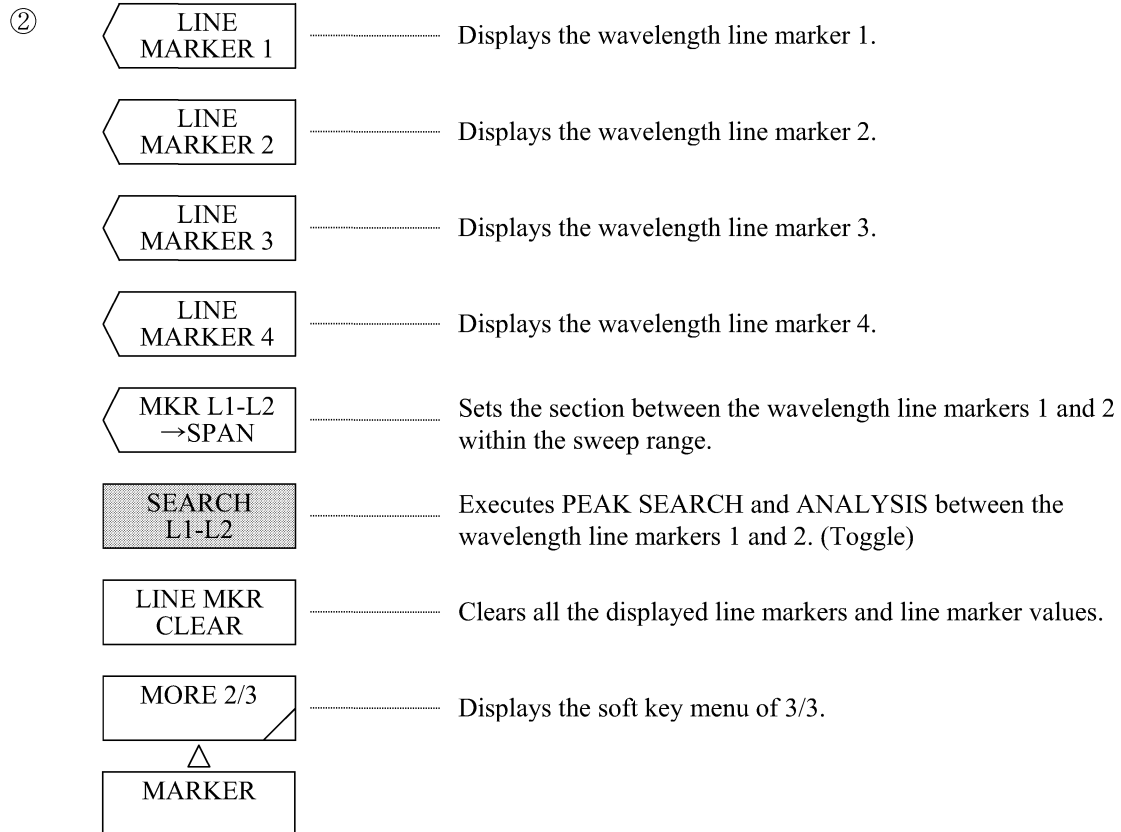 ②
LINE
MARKER 1
Displays the wavelength line marker 1.
LINE
MARKER 2
Displays the wavelength line marker 2.
LINE
MARKER 3
Displays the wavelength line marker 3.
LINE
MARKER 4
Displays the wavelength line marker 4.
MKR L1-L2
→SPAN
Sets the section between the wavelength line markers 1 and 2
within the sweep range.
SEARCH
L1-L2
Executes PEAK SEARCH and ANALYSIS between the
wavelength line markers 1 and 2. (Toggle)
LINE MKR
CLEAR
Clears all the displayed line markers and line marker values.
MORE 2/3
Displays the soft key menu of 3/3.
MARKER